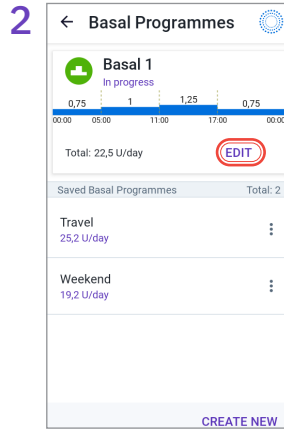 2
Basal Programmes
Basal 1
In progress
0,75 1 1,25 0,75
00:00 05:00 11:00 17:00 00:00
Total: 22,5 U/day EDIT
Saved Basal Programmes Total: 2
Travel
25,2 U/day
Weekend
19,2 U/day
CREATE NEW